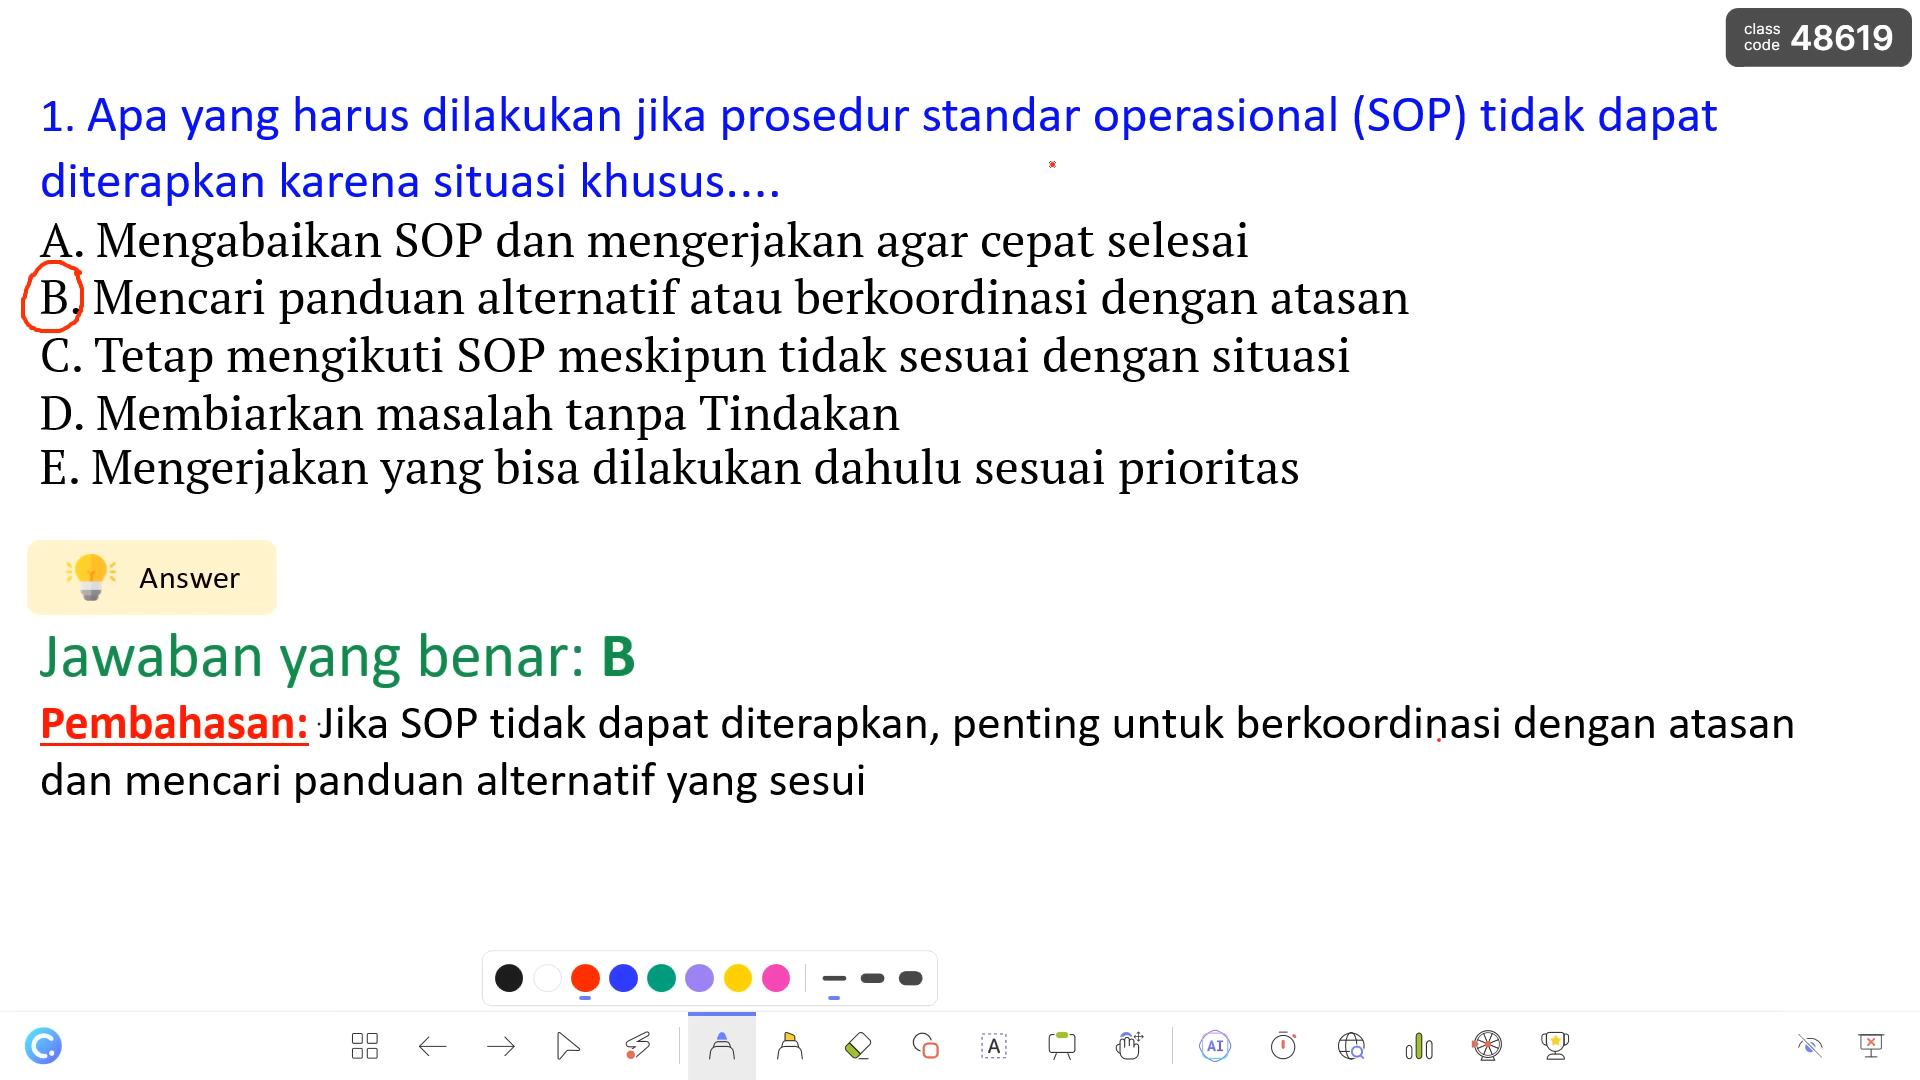 class
code 48619
1. Apa yang harus dilakukan jika prosedur standar operasional (SOP) tidak dapat
diterapkan karena situasi khusus....
A. Mengabaikan SOP dan mengerjakan agar cepat selesai
B. Mencari panduan alternatif atau berkoordinasi dengan atasan
C. Tetap mengikuti SOP meskipun tidak sesuai dengan situasi
D. Membiarkan masalah tanpa Tindakan
E. Mengerjakan yang bisa dilakukan dahulu sesuai prioritas
Answer
Jawaban yang benar: B
Pembahasan: Jika SOP tidak dapat diterapkan, penting untuk berkoordinasi dengan atasan
dan mencari panduan alternatif yang sesui
A
AI